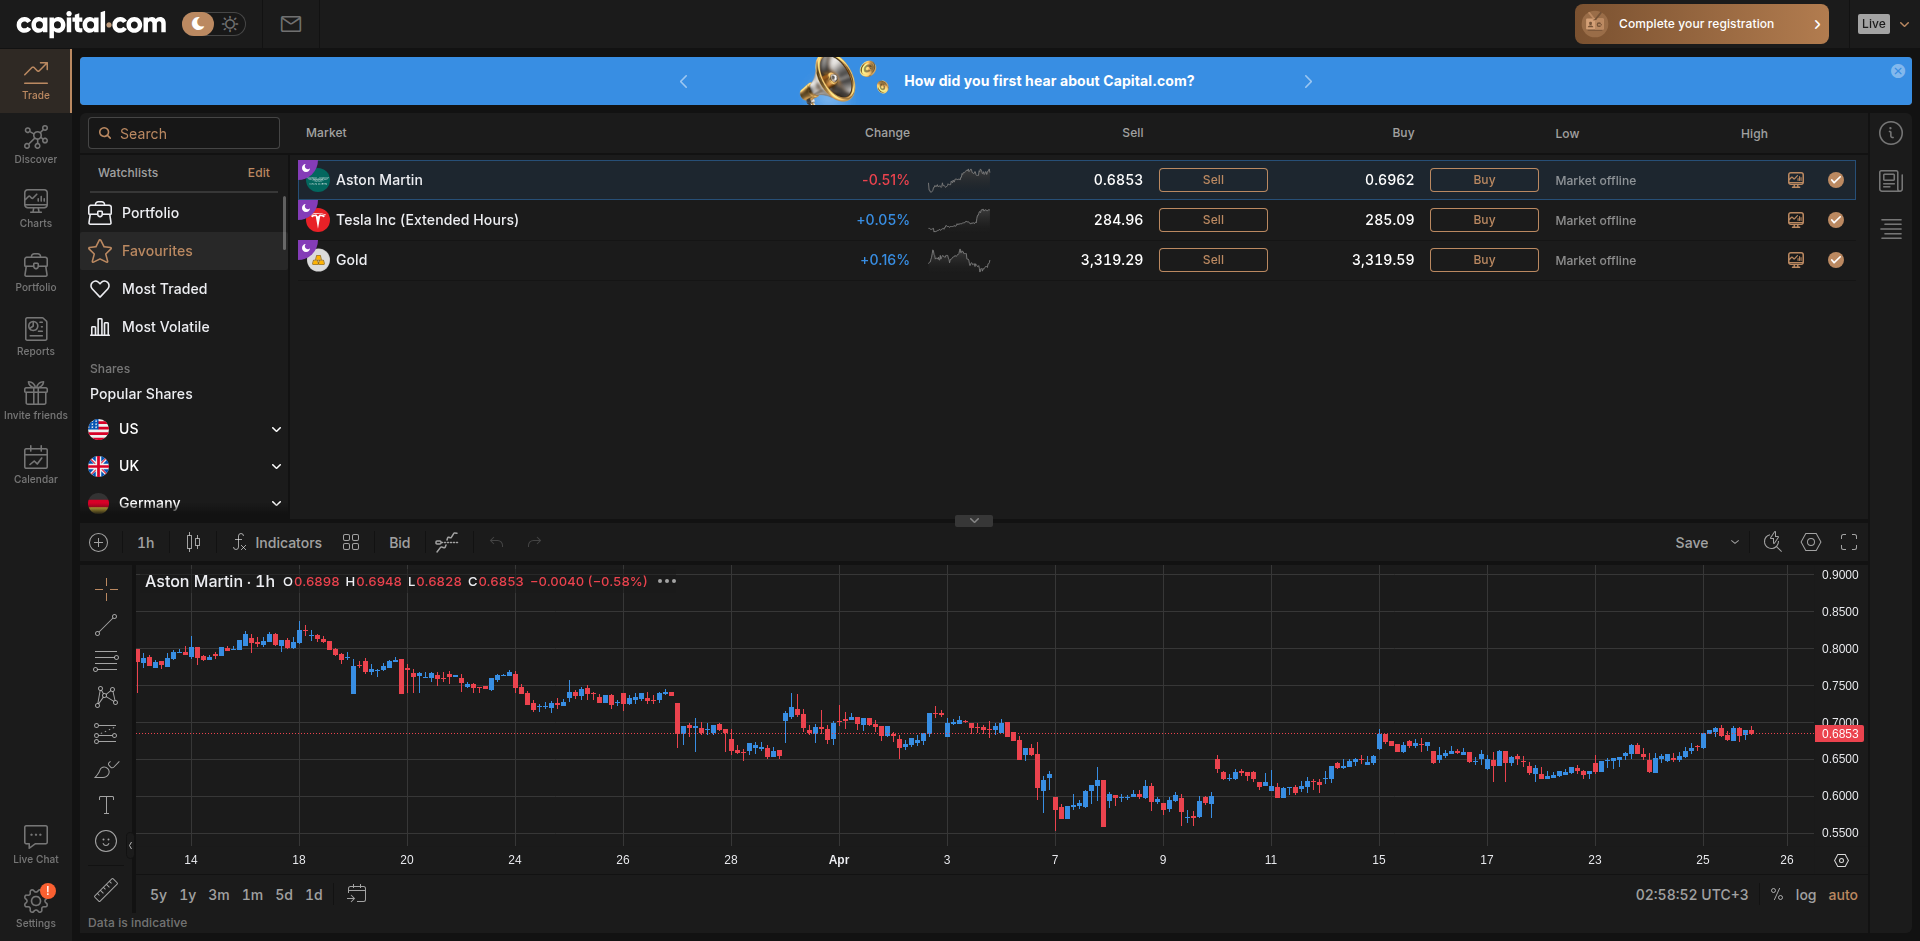 capital.com
Complete your registration
Live
How did you first hear about Capital.com?
Trade
Discover
Charts
Portfolio
Reports
Invite friends
Calendar
Live Chat
Settings
Search
Watchlists Edit
Portfolio
Favourites
Most Traded
Most Volatile
Shares
Popular Shares
US
UK
Germany
Market Change Sell Buy Low High
Aston Martin -0.51% 0.6853 Sell 0.6962 Buy Market offline
Tesla Inc (Extended Hours) +0.05% 284.96 Sell 285.09 Buy Market offline
Gold +0.16% 3,319.29 Sell 3,319.59 Buy Market offline
1h Indicators Bid Save
Aston Martin · 1h O0.6898 H0.6948 L0.6828 C0.6853 −0.0040 (−0.58%)
0.9000
0.8500
0.8000
0.7500
0.7000
0.6853
0.6500
0.6000
0.5500
14 18 20 24 26 28 Apr 3 7 9 11 15 17 23 25 26
5y 1y 3m 1m 5d 1d 02:58:52 UTC+3 % log auto
Data is indicative